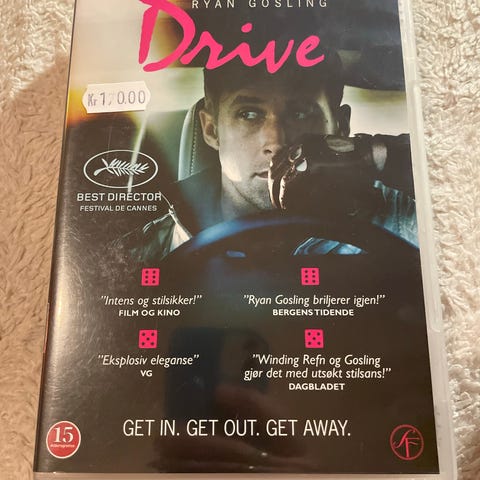 RYAN GOSLING
Drive
Kr 170.00
BEST DIRECTOR
FESTIVAL DE CANNES
"Intens og stilsikker!"
FILM OG KINO
"Ryan Gosling briljerer igjen!"
BERGENS TIDENDE
"Eksplosiv eleganse"
VG
"Winding Refn og Gosling
gjør det med utsøkt stilsans!"
DAGBLADET
GET IN. GET OUT. GET AWAY.
15
SF